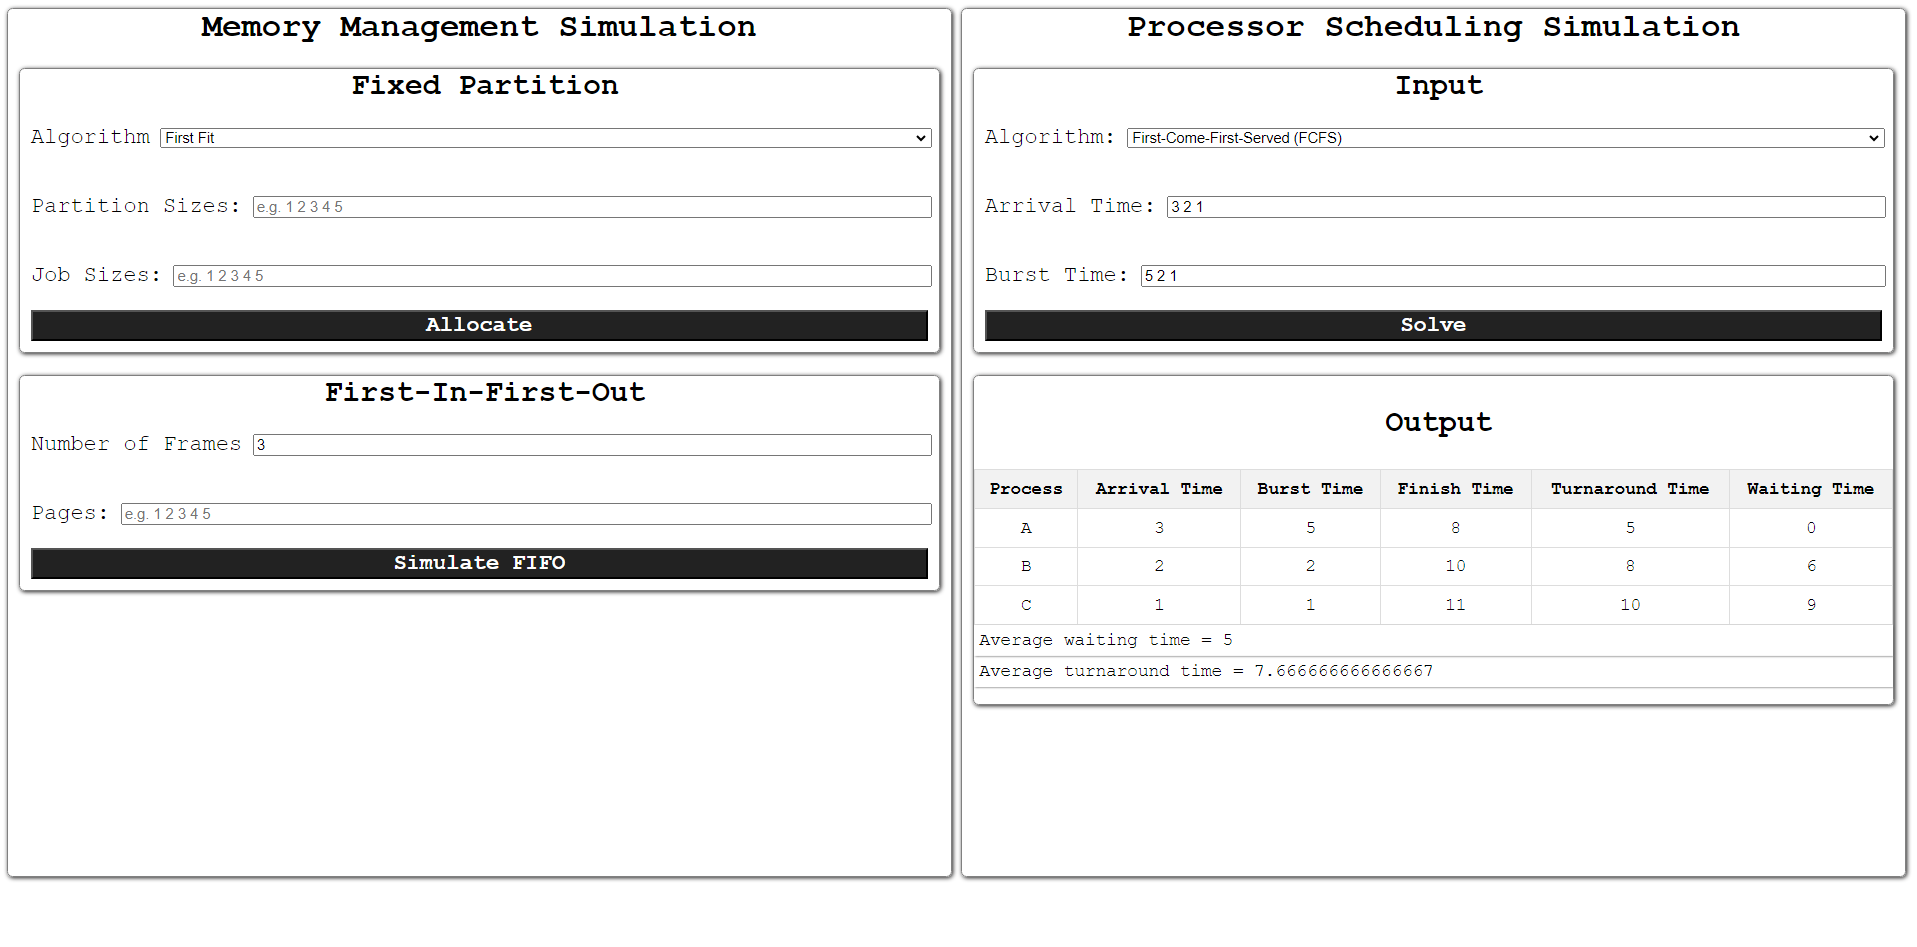 Memory Management Simulation
Fixed Partition
Algorithm First Fit
Partition Sizes: e.g. 1 2 3 4 5
Job Sizes: e.g. 1 2 3 4 5
Allocate
First-In-First-Out
Number of Frames 3
Pages: e.g. 1 2 3 4 5
Simulate FIFO
Processor Scheduling Simulation
Input
Algorithm: First-Come-First-Served (FCFS)
Arrival Time: 3 2 1
Burst Time: 5 2 1
Solve
Output
Process Arrival Time Burst Time Finish Time Turnaround Time Waiting Time
A 3 5 8 5 0
B 2 2 10 8 6
C 1 1 11 10 9
Average waiting time = 5
Average turnaround time = 7.666666666666667